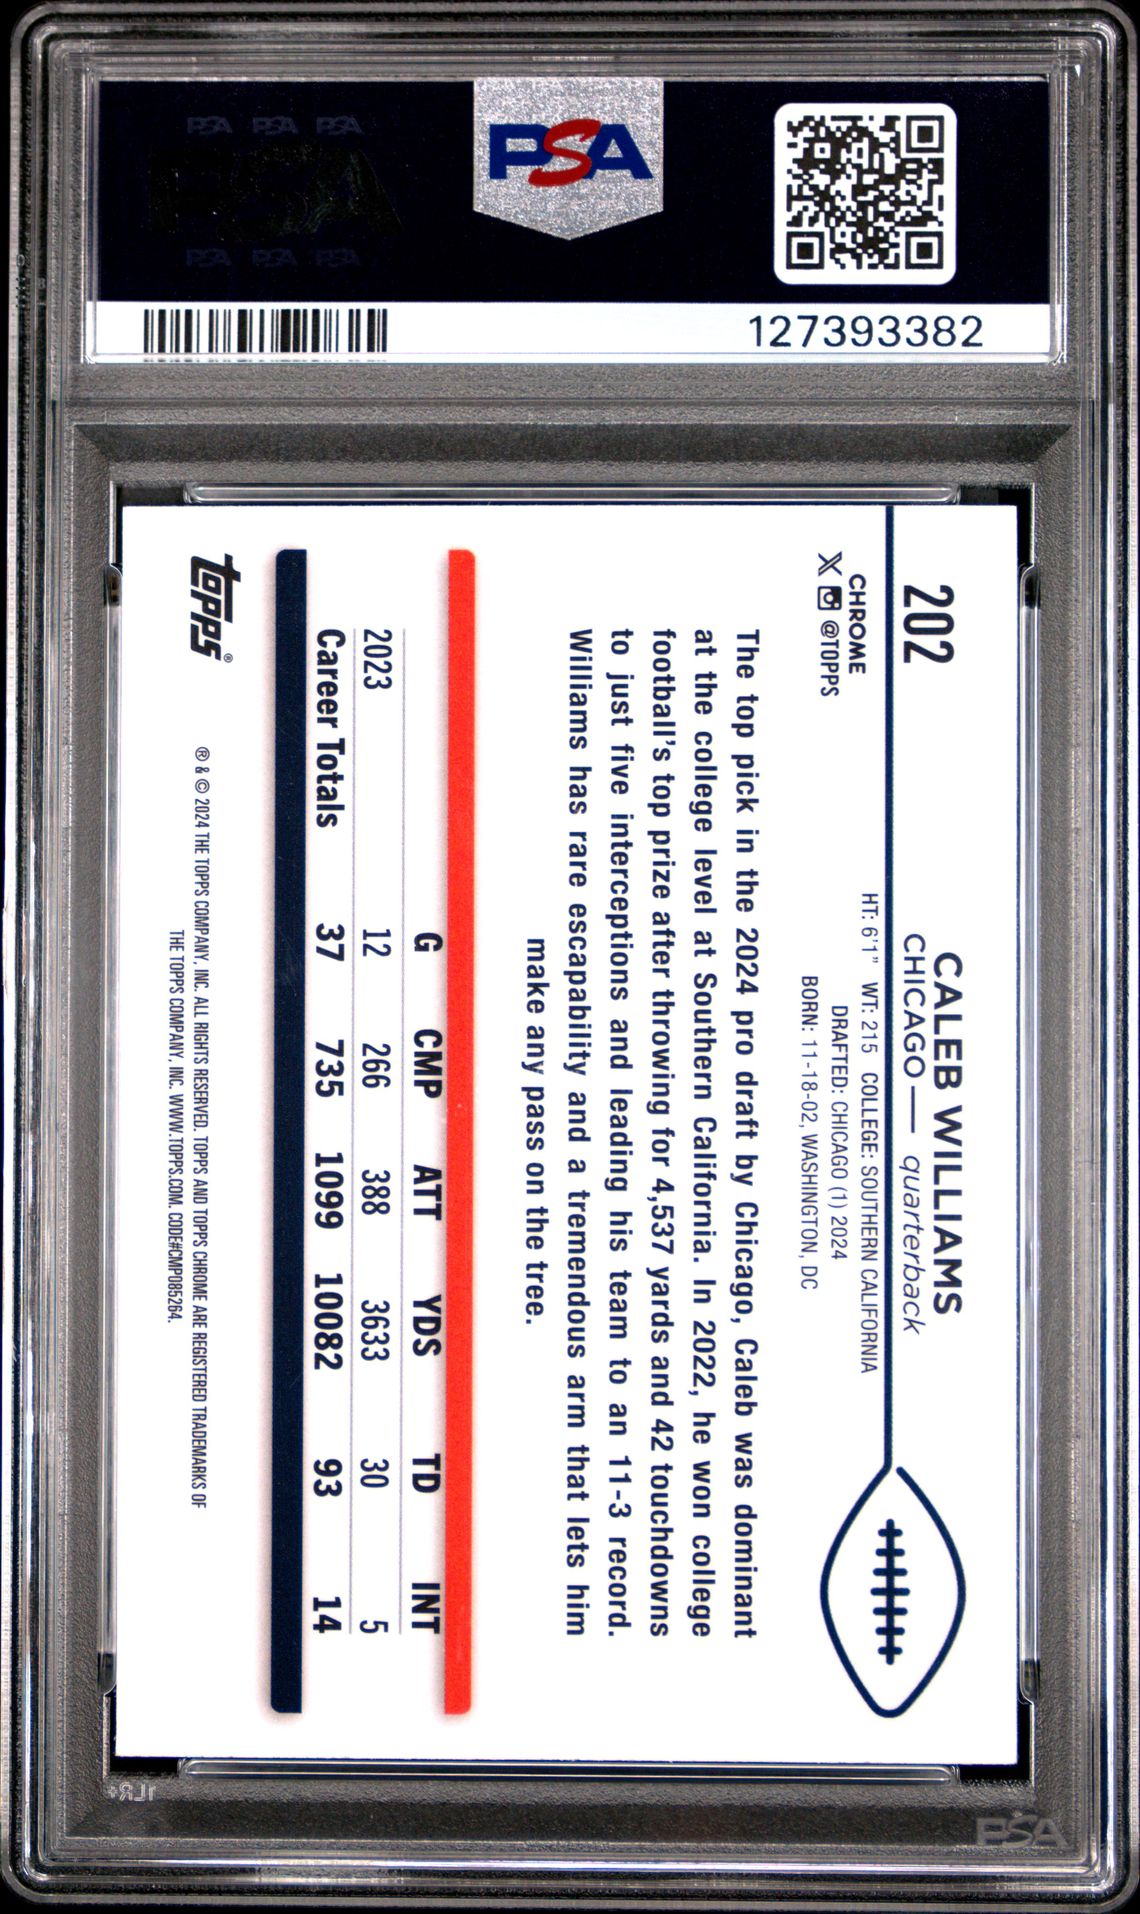 PSA PSA PSA
PSA
PSA PSA PSA
PSA
127393382
202
CALEB WILLIAMS
CHICAGO — quarterback
CHROME
X @TOPPS
HT: 6'1" WT: 215 COLLEGE: SOUTHERN CALIFORNIA
DRAFTED: CHICAGO (1) 2024
BORN: 11-18-02, WASHINGTON, DC
The top pick in the 2024 pro draft by Chicago, Caleb was dominant
at the college level at Southern California. In 2022, he won college
football's top prize after throwing for 4,537 yards and 42 touchdowns
to just five interceptions and leading his team to an 11-3 record.
Williams has rare escapability and a tremendous arm that lets him
make any pass on the tree.
G CMP ATT YDS TD INT
2023 12 266 388 3633 30 5
Career Totals 37 735 1099 10082 93 14
topps®
® & © 2024 THE TOPPS COMPANY, INC. ALL RIGHTS RESERVED. TOPPS AND TOPPS CHROME ARE REGISTERED TRADEMARKS OF
THE TOPPS COMPANY, INC. WWW.TOPPS.COM. CODE#CMP085264.
PSA